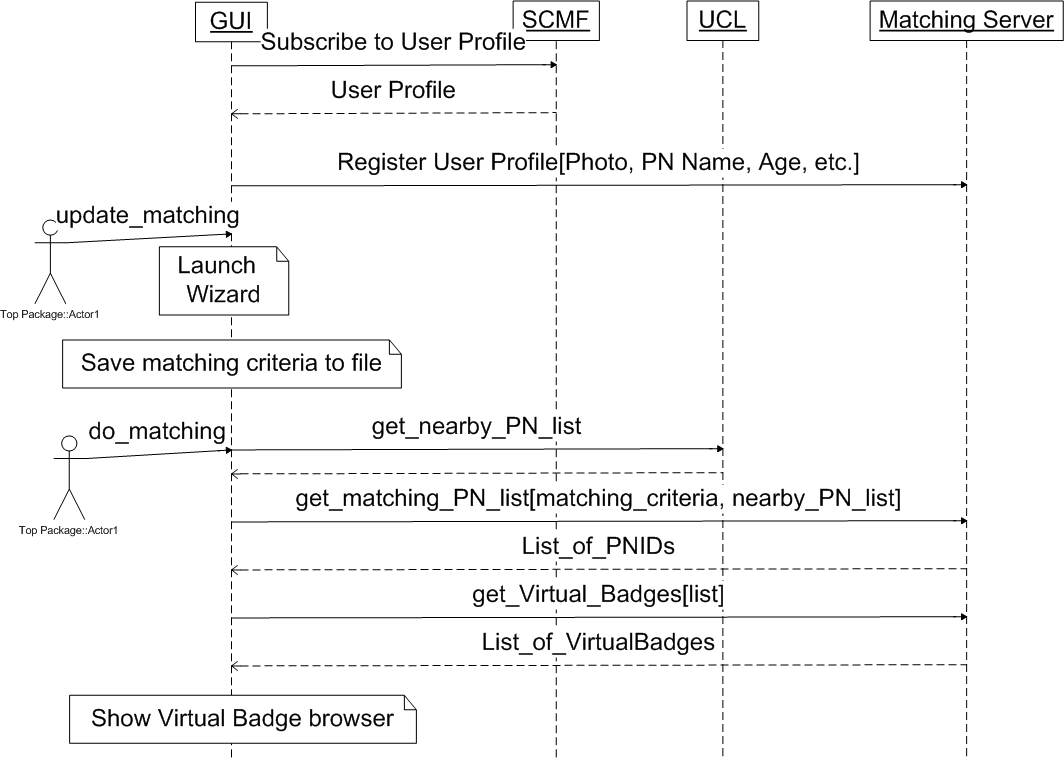 GUI
SCMF
UCL
Matching Server
Subscribe to User Profile
User Profile
Register User Profile[Photo, PN Name, Age, etc.]
update_matching
Launch
Wizard
Top Package::Actor1
Save matching criteria to file
do_matching
get_nearby_PN_list
get_matching_PN_list[matching_criteria, nearby_PN_list]
Top Package::Actor1
List_of_PNIDs
get_Virtual_Badges[list]
List_of_VirtualBadges
Show Virtual Badge browser